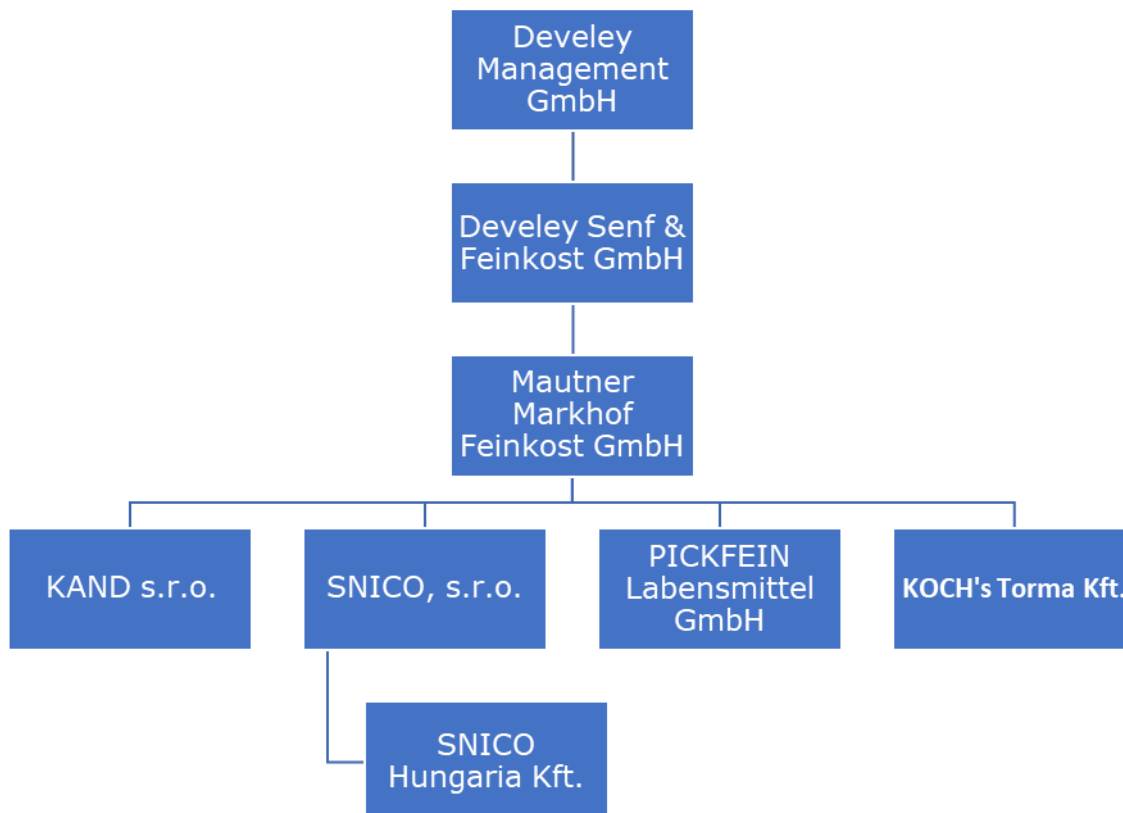 Develey
Management
GmbH
Develey Senf &
Feinkost GmbH
Mautner
Markhof
Feinkost GmbH
KAND s.r.o.
SNICO, s.r.o.
PICKFEIN
Labensmittel
GmbH
KOCH's Torma Kft.
SNICO
Hungaria Kft.